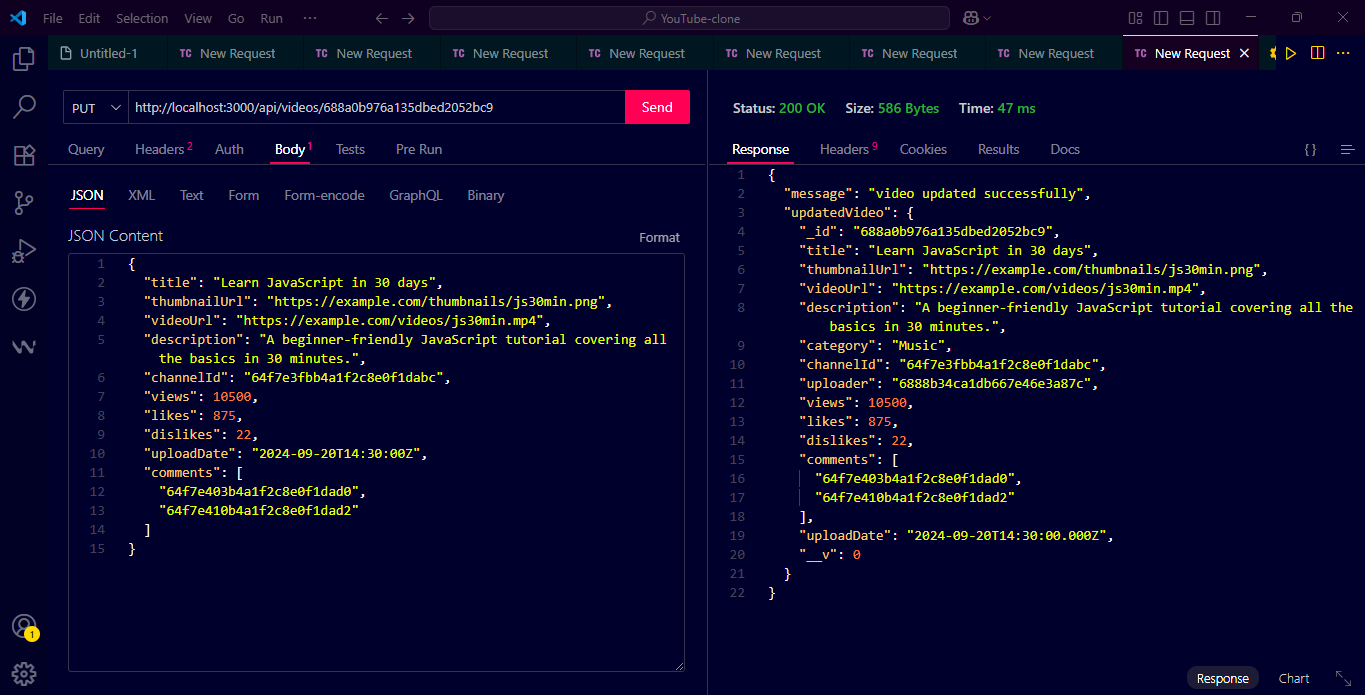 File Edit Selection View Go Run ··· YouTube-clone
Untitled-1 TC New Request TC New Request TC New Request TC New Request TC New Request TC New Request TC New Request TC New Request
PUT http://localhost:3000/api/videos/688a0b976a135dbed2052bc9 Send
Query Headers 2 Auth Body 1 Tests Pre Run
JSON XML Text Form Form-encode GraphQL Binary
JSON Content Format
1 {
2 "title": "Learn JavaScript in 30 days",
3 "thumbnailUrl": "https://example.com/thumbnails/js30min.png",
4 "videoUrl": "https://example.com/videos/js30min.mp4",
5 "description": "A beginner-friendly JavaScript tutorial covering all
the basics in 30 minutes.",
6 "channelId": "64f7e3fbb4a1f2c8e0f1dabc",
7 "views": 10500,
8 "likes": 875,
9 "dislikes": 22,
10 "uploadDate": "2024-09-20T14:30:00Z",
11 "comments": [
12 "64f7e403b4a1f2c8e0f1dad0",
13 "64f7e410b4a1f2c8e0f1dad2"
14 ]
15 }
1
Status: 200 OK Size: 586 Bytes Time: 47 ms
Response Headers 9 Cookies Results Docs { }
1 {
2 "message": "video updated successfully",
3 "updatedVideo": {
4 "_id": "688a0b976a135dbed2052bc9",
5 "title": "Learn JavaScript in 30 days",
6 "thumbnailUrl": "https://example.com/thumbnails/js30min.png",
7 "videoUrl": "https://example.com/videos/js30min.mp4",
8 "description": "A beginner-friendly JavaScript tutorial covering all the
basics in 30 minutes.",
9 "category": "Music",
10 "channelId": "64f7e3fbb4a1f2c8e0f1dabc",
11 "uploader": "6888b34ca1db667e46e3a87c",
12 "views": 10500,
13 "likes": 875,
14 "dislikes": 22,
15 "comments": [
16 "64f7e403b4a1f2c8e0f1dad0",
17 "64f7e410b4a1f2c8e0f1dad2"
18 ],
19 "uploadDate": "2024-09-20T14:30:00.000Z",
20 "__v": 0
21 }
22 }
Response Chart